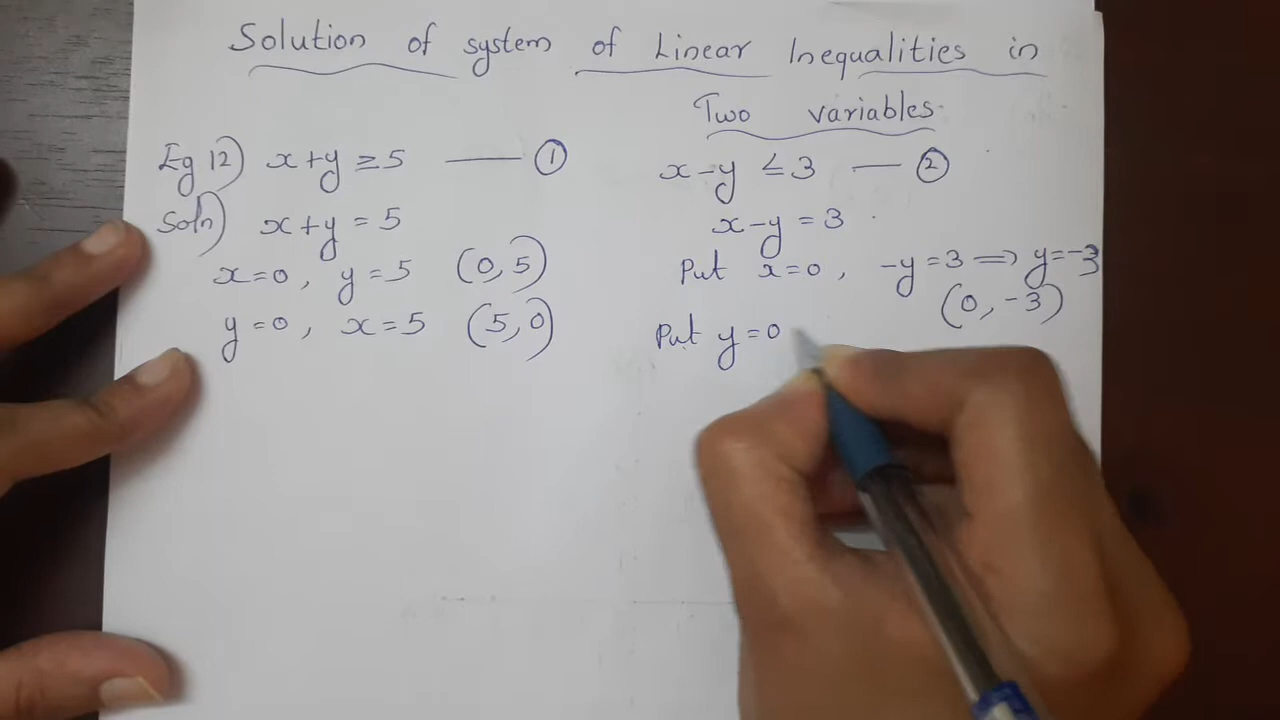 Solution of system of Linear Inequalities in
Two variables.
Eg 12) x+y ≥ 5 —— ①
Soln) x+y = 5
x=0, y=5 (0,5)
y=0, x=5 (5,0)
x-y ≤ 3 — ②
x-y = 3
Put x=0, -y=3 ⟹ y=-3
(0,-3)
Put y=0